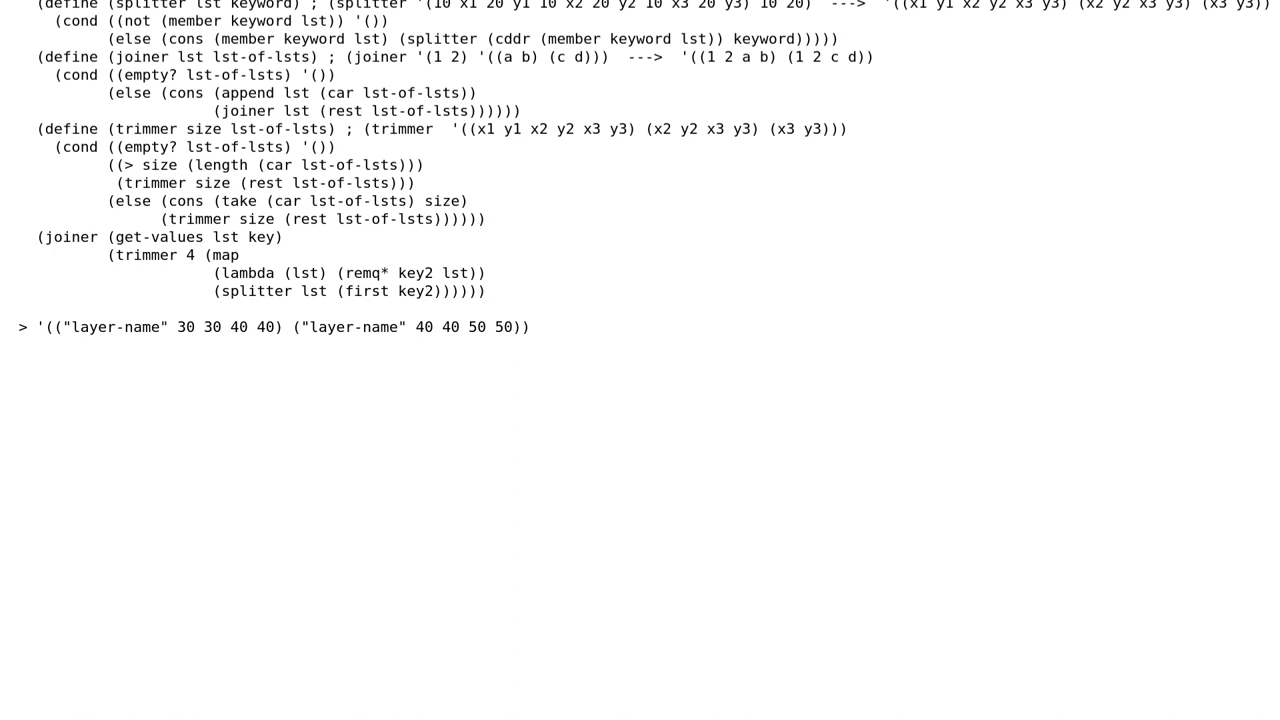 (define (splitter lst keyword) ; (splitter '(10 x1 20 y1 10 x2 20 y2 10 x3 20 y3) 10 20)  --->  '((x1 y1 x2 y2 x3 y3) (x2 y2 x3 y3) (x3 y3))
(cond ((not (member keyword lst)) '())
(else (cons (member keyword lst) (splitter (cddr (member keyword lst)) keyword)))))
(define (joiner lst lst-of-lsts) ; (joiner '(1 2) '((a b) (c d)))  --->  '((1 2 a b) (1 2 c d))
(cond ((empty? lst-of-lsts) '())
(else (cons (append lst (car lst-of-lsts))
(joiner lst (rest lst-of-lsts))))))
(define (trimmer size lst-of-lsts) ; (trimmer  '((x1 y1 x2 y2 x3 y3) (x2 y2 x3 y3) (x3 y3)))
(cond ((empty? lst-of-lsts) '())
((> size (length (car lst-of-lsts)))
(trimmer size (rest lst-of-lsts)))
(else (cons (take (car lst-of-lsts) size)
(trimmer size (rest lst-of-lsts))))))
(joiner (get-values lst key)
(trimmer 4 (map
(lambda (lst) (remq* key2 lst))
(splitter lst (first key2))))))
> '(("layer-name" 30 30 40 40) ("layer-name" 40 40 50 50))